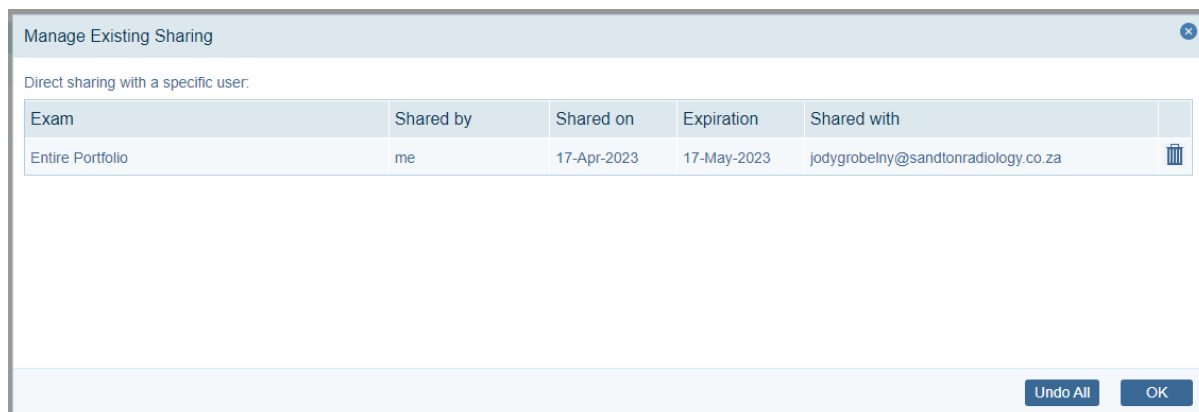 Manage Existing Sharing
Direct sharing with a specific user:
Exam Shared by Shared on Expiration Shared with
Entire Portfolio me 17-Apr-2023 17-May-2023 jodygrobelny@sandtonradiology.co.za
Undo All OK